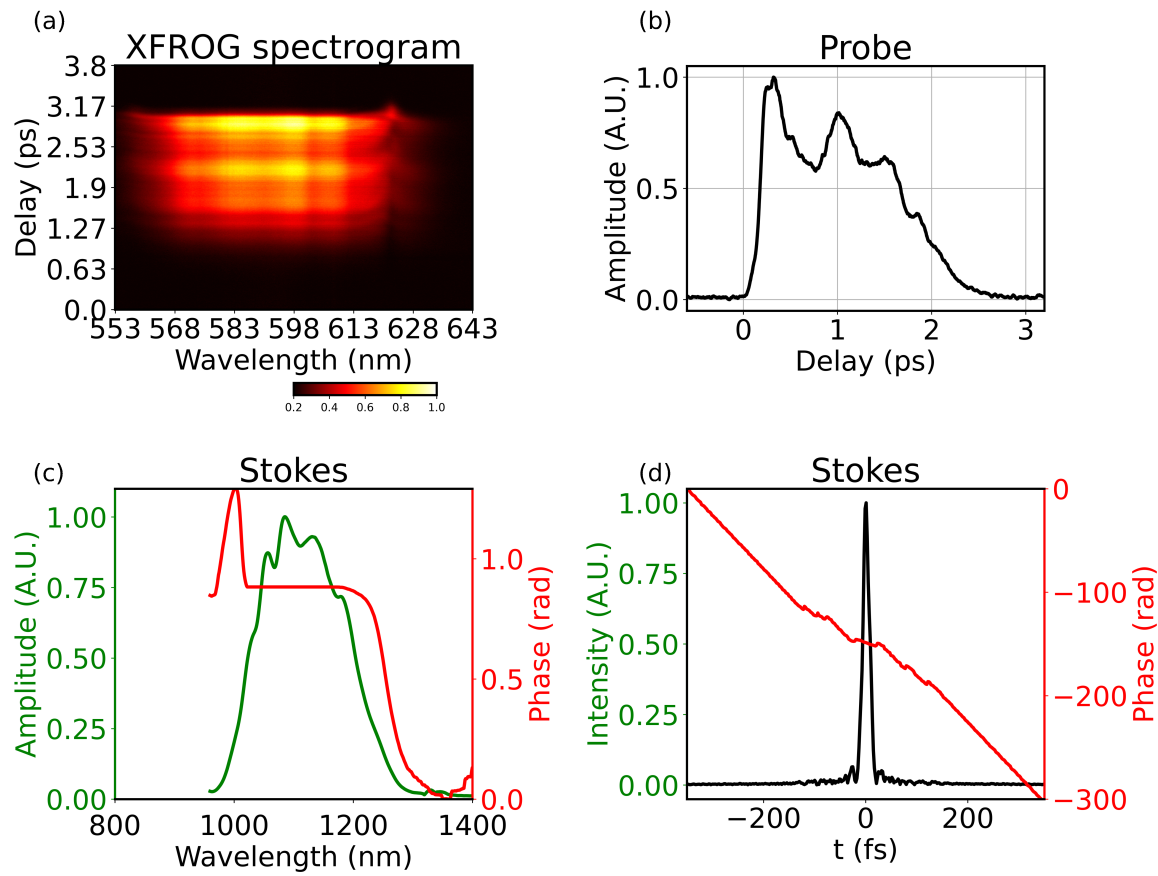 (a)
XFROG spectrogram
Delay (ps)
3.8
3.17
2.53
1.9
1.27
0.63
0.0
553 568 583 598 613 628 643
Wavelength (nm)
0.2 0.4 0.6 0.8 1.0
(b)
Probe
Amplitude (A.U.)
1.0
0.5
0.0
0 1 2 3
Delay (ps)
(c)
Stokes
Amplitude (A.U.)
1.00
0.75
0.50
0.25
0.00
800 1000 1200 1400
Wavelength (nm)
1.0
0.5
0.0
Phase (rad)
(d)
Stokes
Intensity (A.U.)
1.00
0.75
0.50
0.25
0.00
−200 0 200
t (fs)
0
−100
−200
−300
Phase (rad)